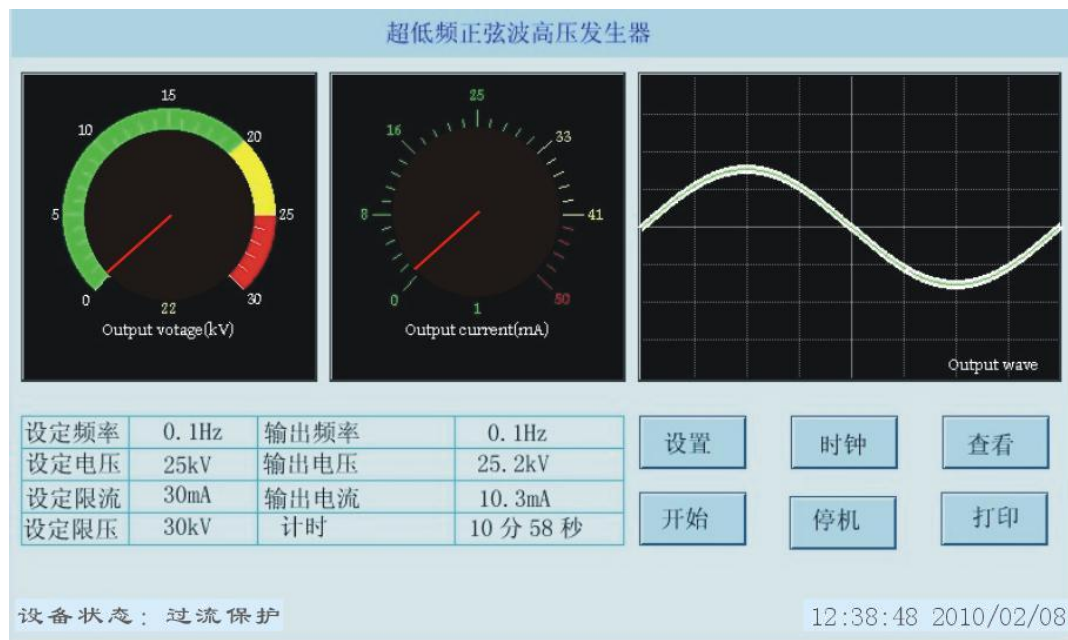 超低频正弦波高压发生器
0 5 10 15 20 25 30
22
Output votage(kV)
0 8 16 25 33 41 50
1
Output current(mA)
Output wave
设定频率 0.1Hz 输出频率 0.1Hz
设定电压 25kV 输出电压 25.2kV
设定限流 30mA 输出电流 10.3mA
设定限压 30kV 计时 10分58秒
设置 时钟 查看
开始 停机 打印
设备状态: 过流保护 12:38:48 2010/02/08